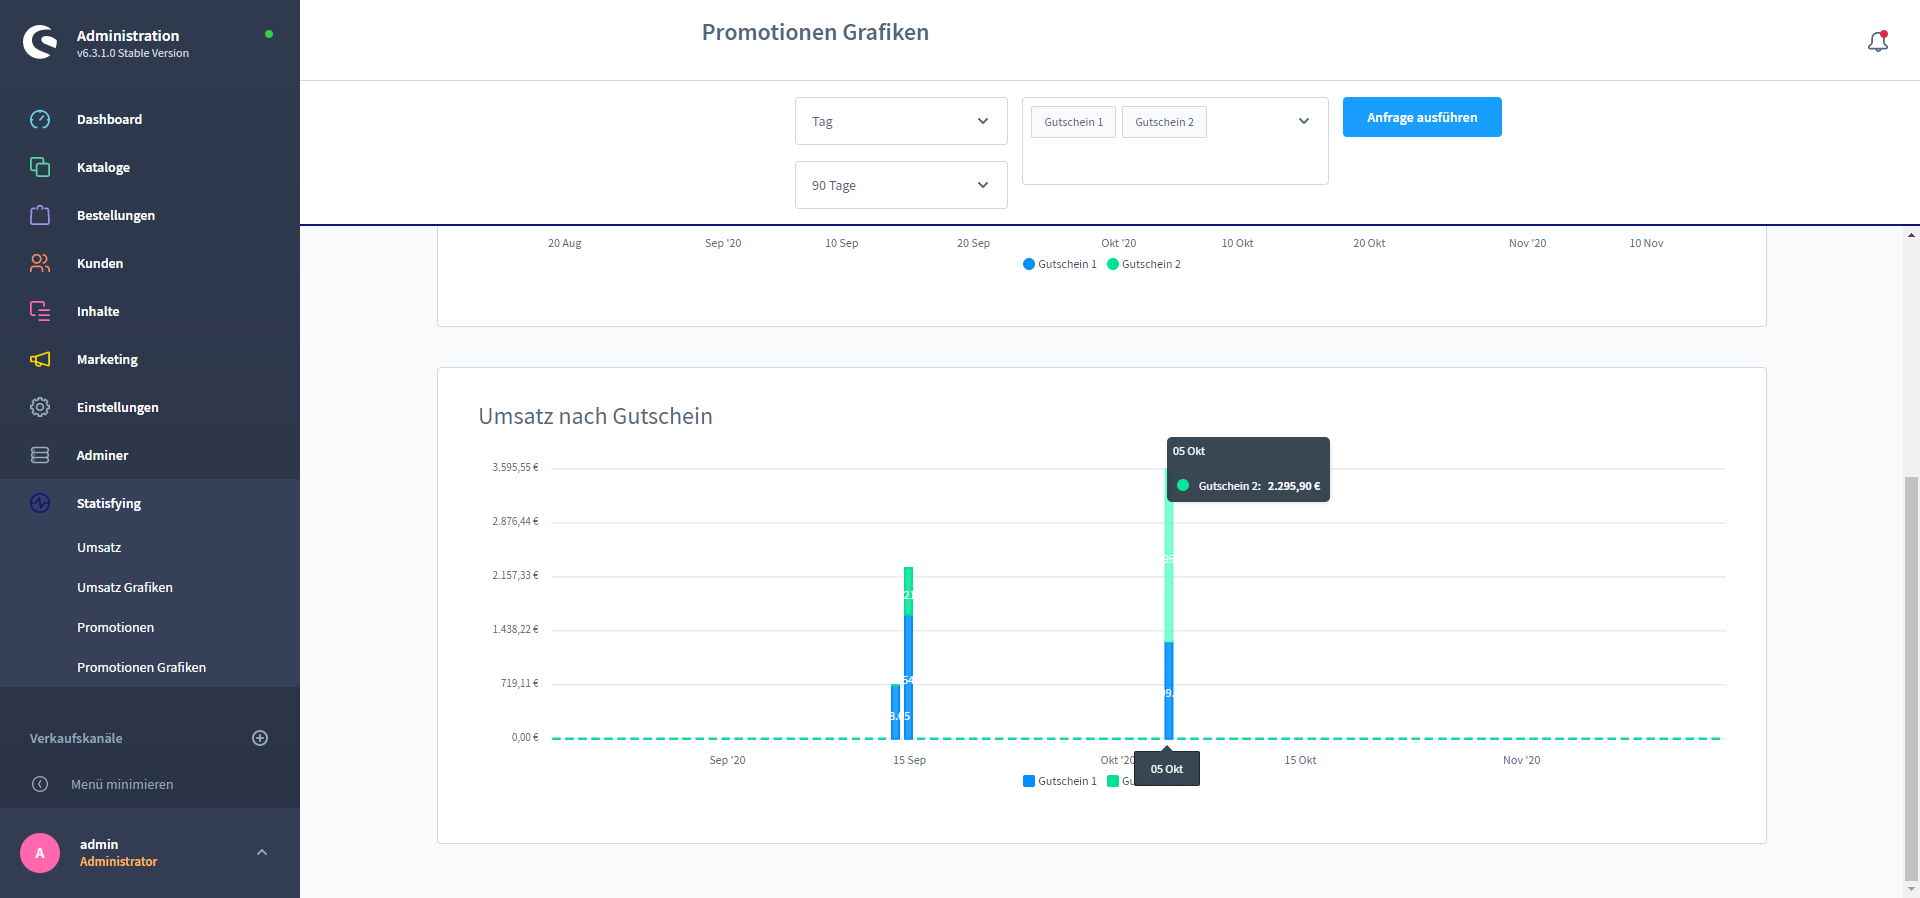 Administration
v6.3.1.0 Stable Version
Dashboard
Kataloge
Bestellungen
Kunden
Inhalte
Marketing
Einstellungen
Adminer
Statisfying
Umsatz
Umsatz Grafiken
Promotionen
Promotionen Grafiken
Verkaufskanäle
Menü minimieren
A
admin
Administrator
Promotionen Grafiken
Tag
90 Tage
Gutschein 1 Gutschein 2
Anfrage ausführen
20 Aug Sep '20 10 Sep 20 Sep Okt '20 10 Okt 20 Okt Nov '20 10 Nov
Gutschein 1 Gutschein 2
Umsatz nach Gutschein
05 Okt
Gutschein 2: 2.295,90 €
3.595,55 €
2.876,44 €
2.157,33 €
1.438,22 €
719,11 €
0,00 €
Sep '20 15 Sep Okt '20 15 Okt Nov '20
05 Okt
Gutschein 1